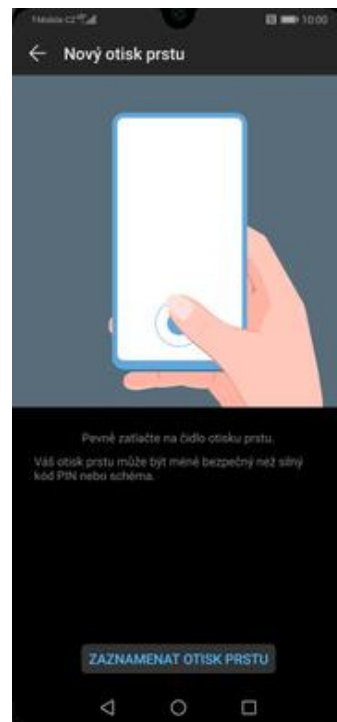 T-Mobile CZ 10:00
Nový otisk prstu
Pevně zatlačte na čidlo otisku prstu.
Váš otisk prstu může být méně bezpečný než silný
kód PIN nebo schéma.
ZAZNAMENAT OTISK PRSTU